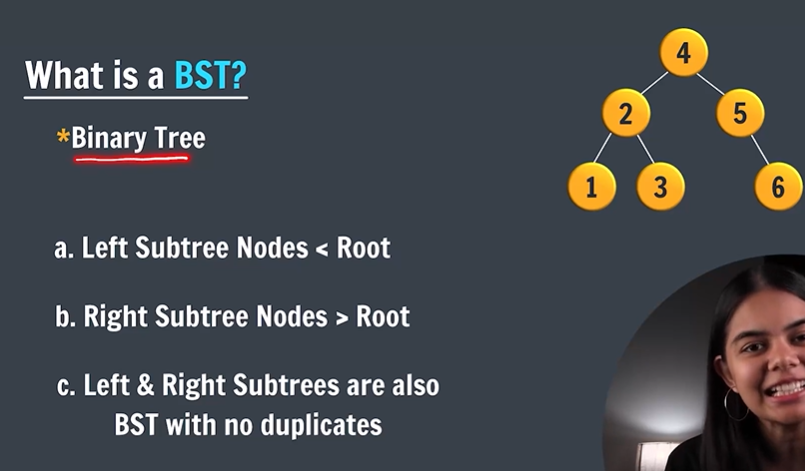 What is a BST?
*Binary Tree
a. Left Subtree Nodes < Root
b. Right Subtree Nodes > Root
c. Left & Right Subtrees are also
BST with no duplicates
4
2 5
1 3 6